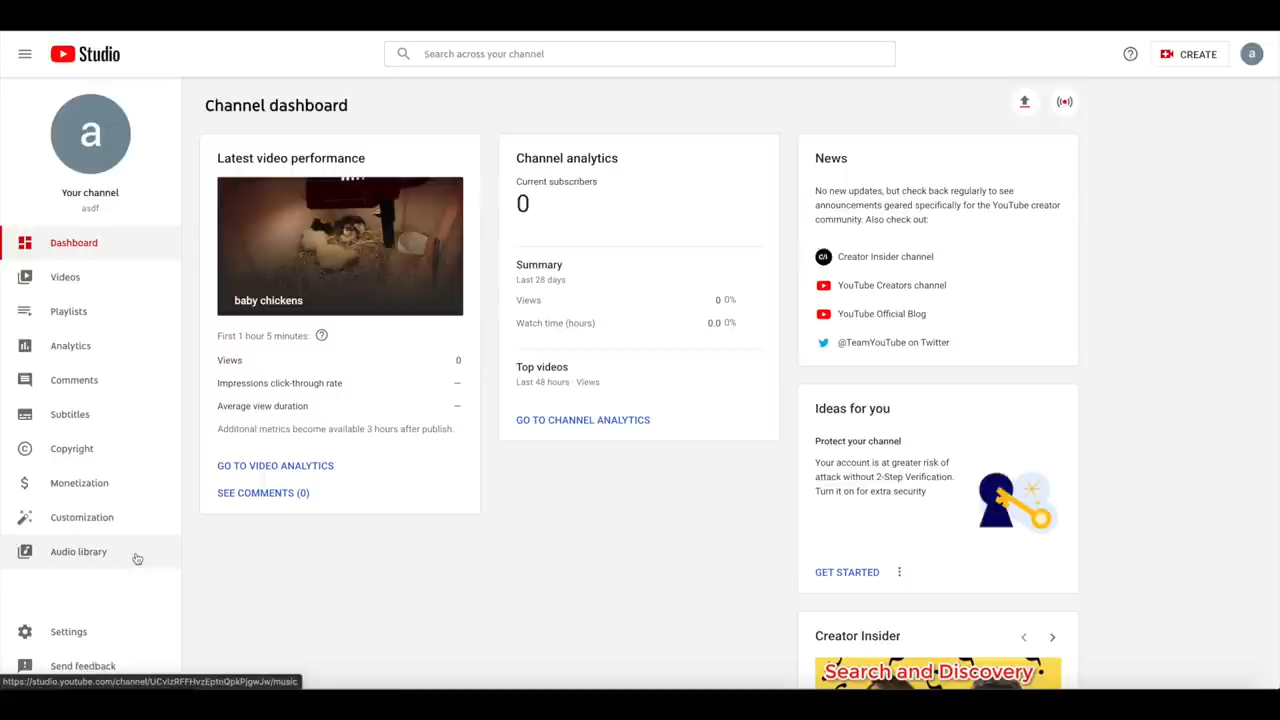 Studio
Search across your channel
CREATE
a
a
Your channel
asdf
Dashboard
Videos
Playlists
Analytics
Comments
Subtitles
Copyright
Monetization
Customization
Audio library
Settings
Send feedback
https://studio.youtube.com/channel/UCvlzRFFHvzEptnQpkPjgwJw/music
Channel dashboard
Latest video performance
baby chickens
First 1 hour 5 minutes:
Views 0
Impressions click-through rate –
Average view duration –
Additonal metrics become available 3 hours after publish.
GO TO VIDEO ANALYTICS
SEE COMMENTS (0)
Channel analytics
Current subscribers
0
Summary
Last 28 days
Views 0 0%
Watch time (hours) 0.0 0%
Top videos
Last 48 hours · Views
GO TO CHANNEL ANALYTICS
News
No new updates, but check back regularly to see
announcements geared specifically for the YouTube creator
community. Also check out:
C/I Creator Insider channel
YouTube Creators channel
YouTube Official Blog
@TeamYouTube on Twitter
Ideas for you
Protect your channel
Your account is at greater risk of
attack without 2-Step Verification.
Turn it on for extra security
GET STARTED
Creator Insider
Search and Discovery